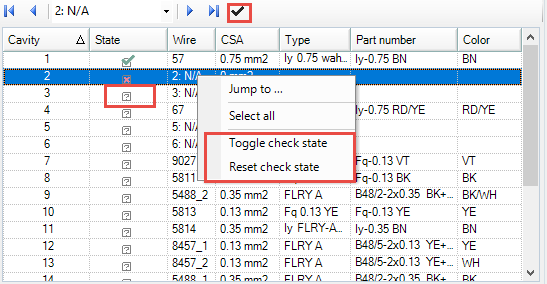 2: N/A
Cavity State Wire CSA Type Part number Color
1 57 0.75 mm2 ly 0.75 wah... ly-0.75 BN BN
2 2: N/A 0 mm2
3 3: N/A
4 67 ly-0.75 RD/YE RD/YE
5 5: N/A
6 6: N/A
Jump to ...
Select all
Toggle check state
Reset check state
7 9027 Fq-0.13 VT VT
8 5811 Fq-0.13 BK BK
9 5488_2 0.35 mm2 FLRY A B48/2-2x0.35 BK+... BK/WH
10 5813 0.13 mm2 Fq 0.13 YE Fq-0.13 YE YE
11 5814 0.35 mm2 ly FLRY-A... ly-0.35 BN BN
12 8457_1 0.13 mm2 FLRY A B48/5-2x0.13 YE+... YE
13 8457_2 0.13 mm2 FLRY A B48/5-2x0.13 YE+... WH
14 5488_1 0.35 mm2 FLRY A B48/2-2x0.35 BK+... BK